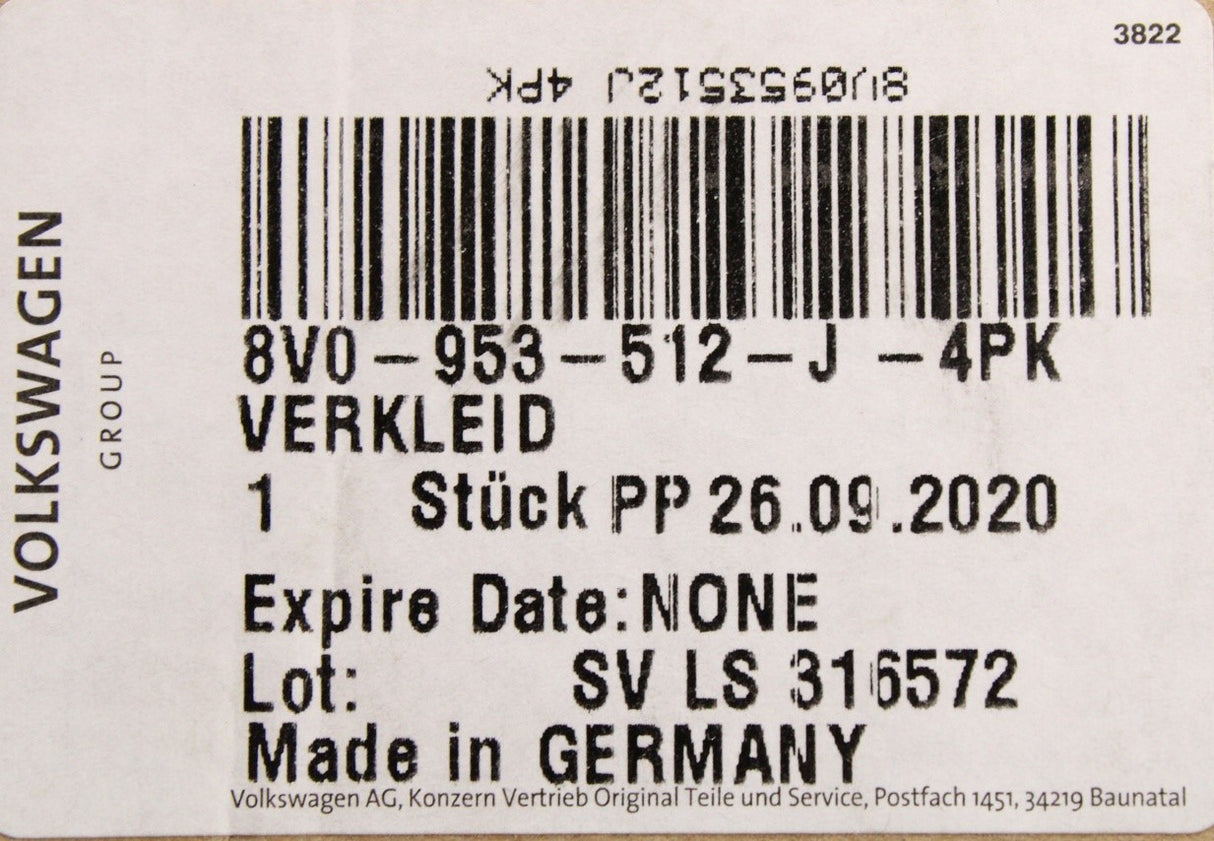 3822
8V0953512J 4PK
8V0-953-512-J -4PK
VERKLEID
1 Stück PP 26.09.2020
Expire Date:NONE
Lot: SV LS 316572
Made in GERMANY
Volkswagen AG, Konzern Vertrieb Original Teile und Service, Postfach 1451, 34219 Baunatal
VOLKSWAGEN
GROUP